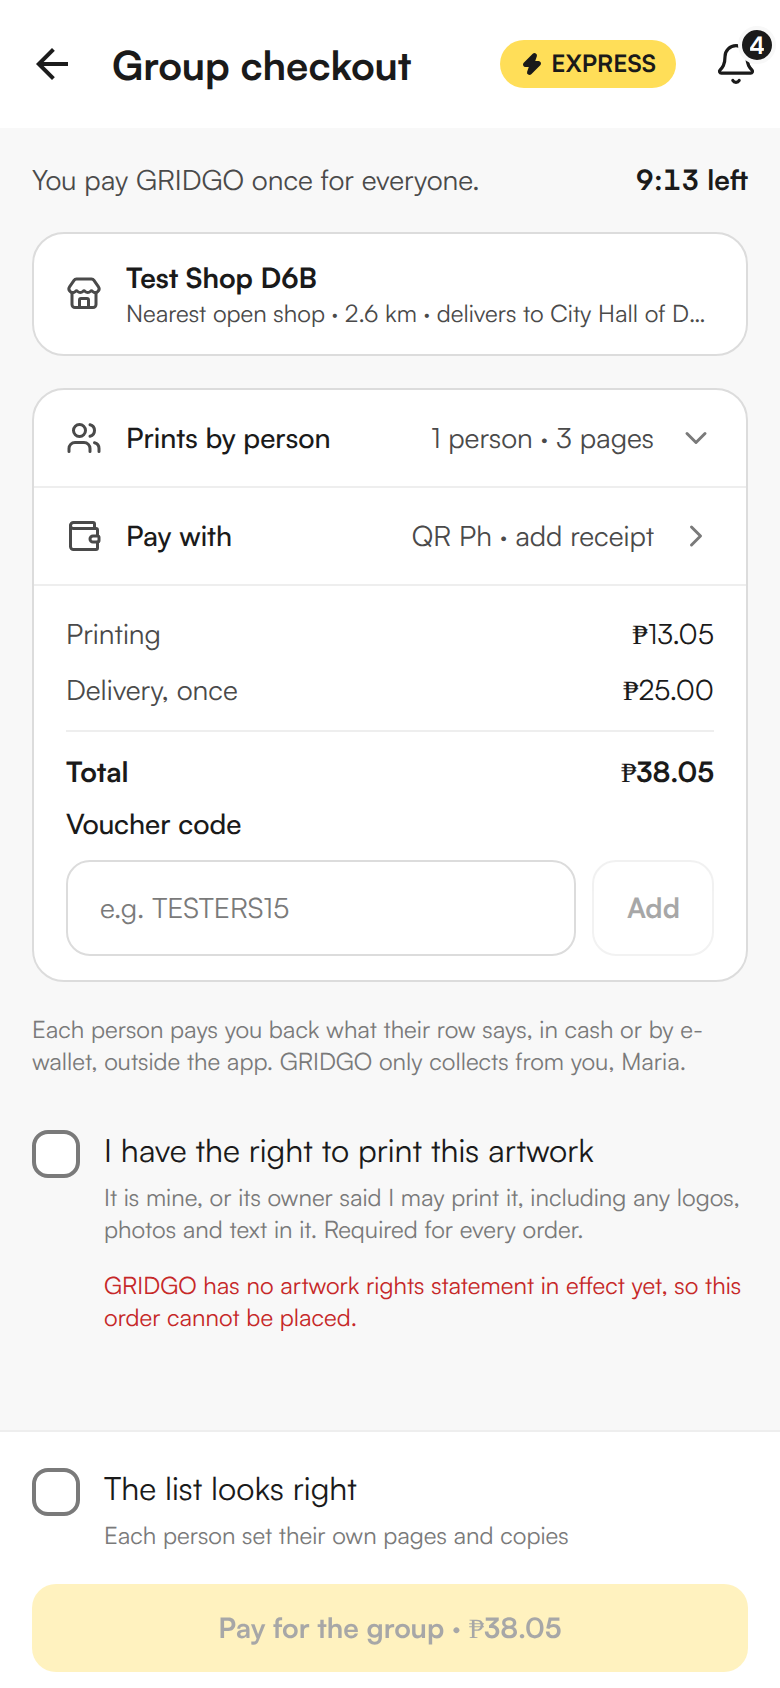 Group checkout
EXPRESS
4
You pay GRIDGO once for everyone.
9:13 left
Test Shop D6B
Nearest open shop · 2.6 km · delivers to City Hall of D...
Prints by person
1 person · 3 pages
Pay with
QR Ph · add receipt
Printing
₱13.05
Delivery, once
₱25.00
Total
₱38.05
Voucher code
e.g. TESTERS15
Add
Each person pays you back what their row says, in cash or by e-
wallet, outside the app. GRIDGO only collects from you, Maria.
I have the right to print this artwork
It is mine, or its owner said I may print it, including any logos,
photos and text in it. Required for every order.
GRIDGO has no artwork rights statement in effect yet, so this
order cannot be placed.
The list looks right
Each person set their own pages and copies
Pay for the group · ₱38.05